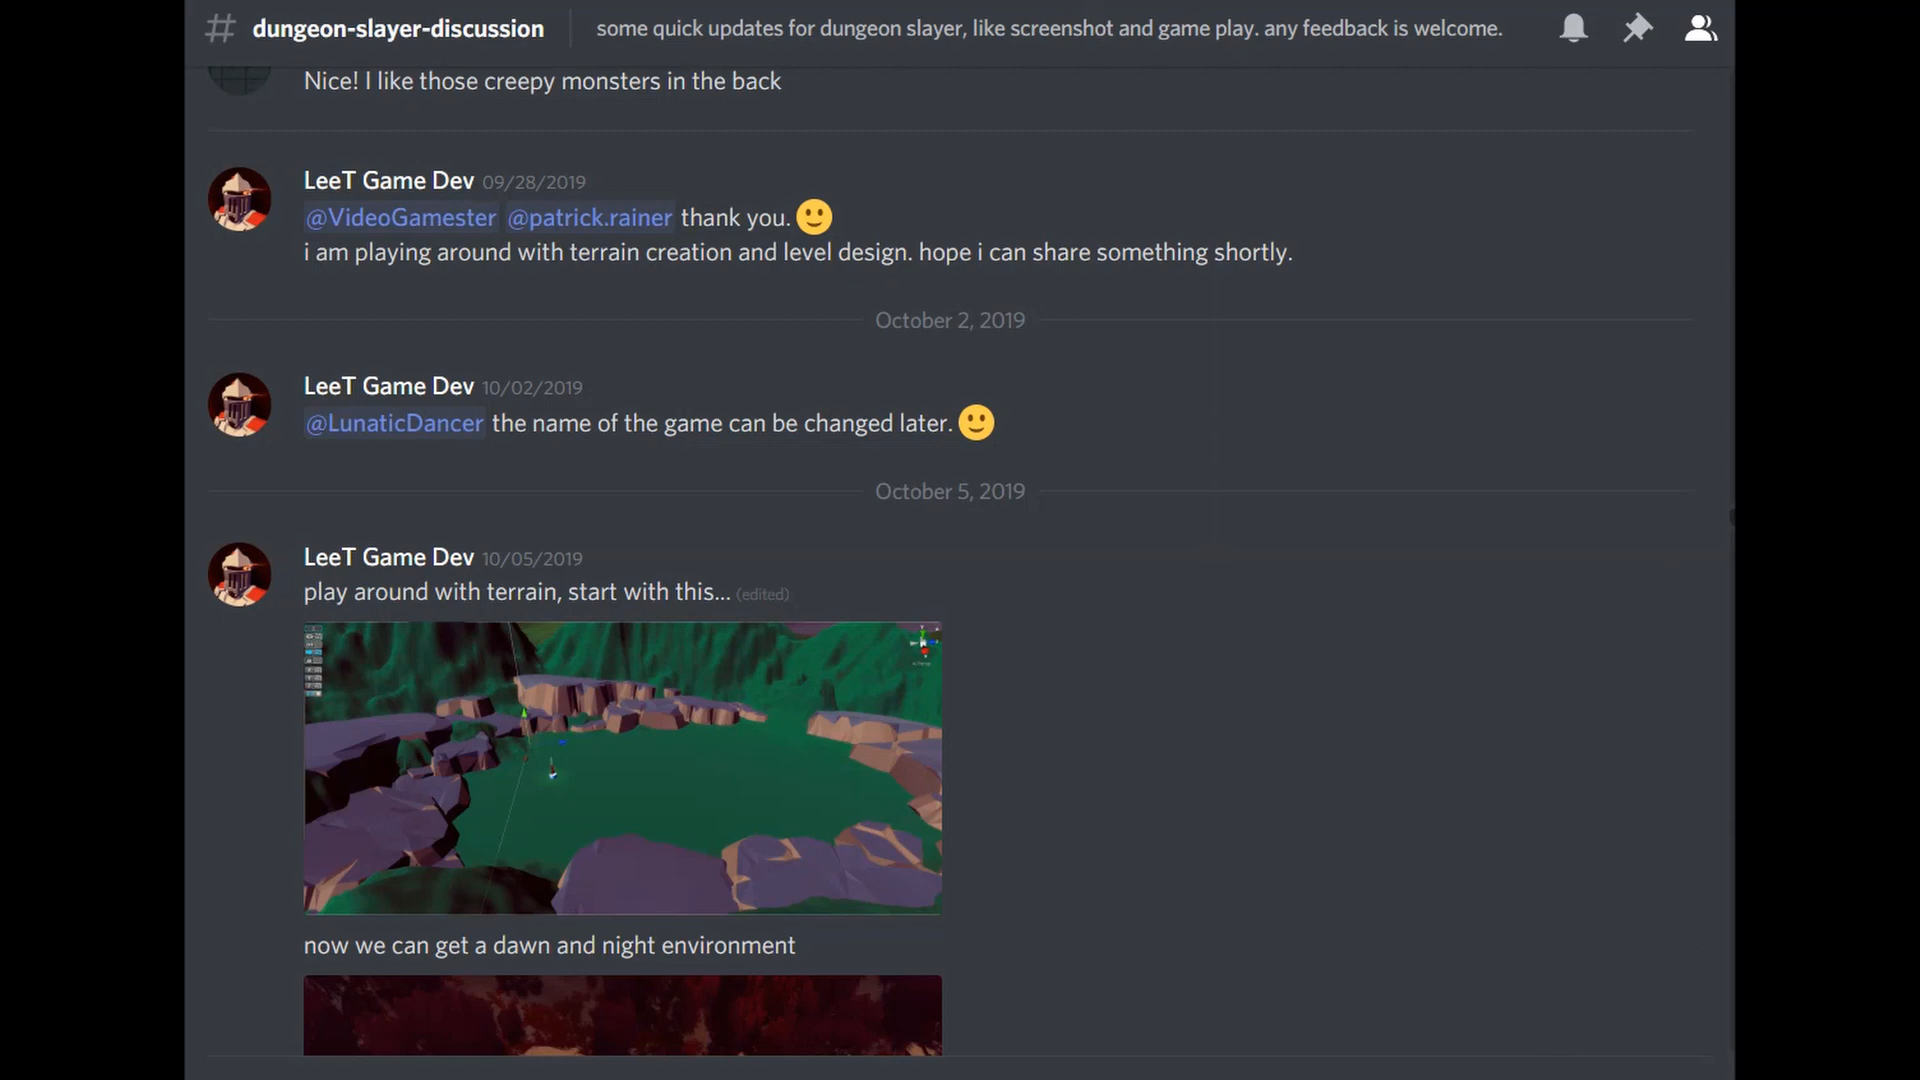 # dungeon-slayer-discussion some quick updates for dungeon slayer, like screenshot and game play. any feedback is welcome.
Nice! I like those creepy monsters in the back
LeeT Game Dev 09/28/2019
@VideoGamester @patrick.rainer thank you. 🙂
i am playing around with terrain creation and level design. hope i can share something shortly.
October 2, 2019
LeeT Game Dev 10/02/2019
@LunaticDancer the name of the game can be changed later. 🙂
October 5, 2019
LeeT Game Dev 10/05/2019
play around with terrain, start with this... (edited)
now we can get a dawn and night environment